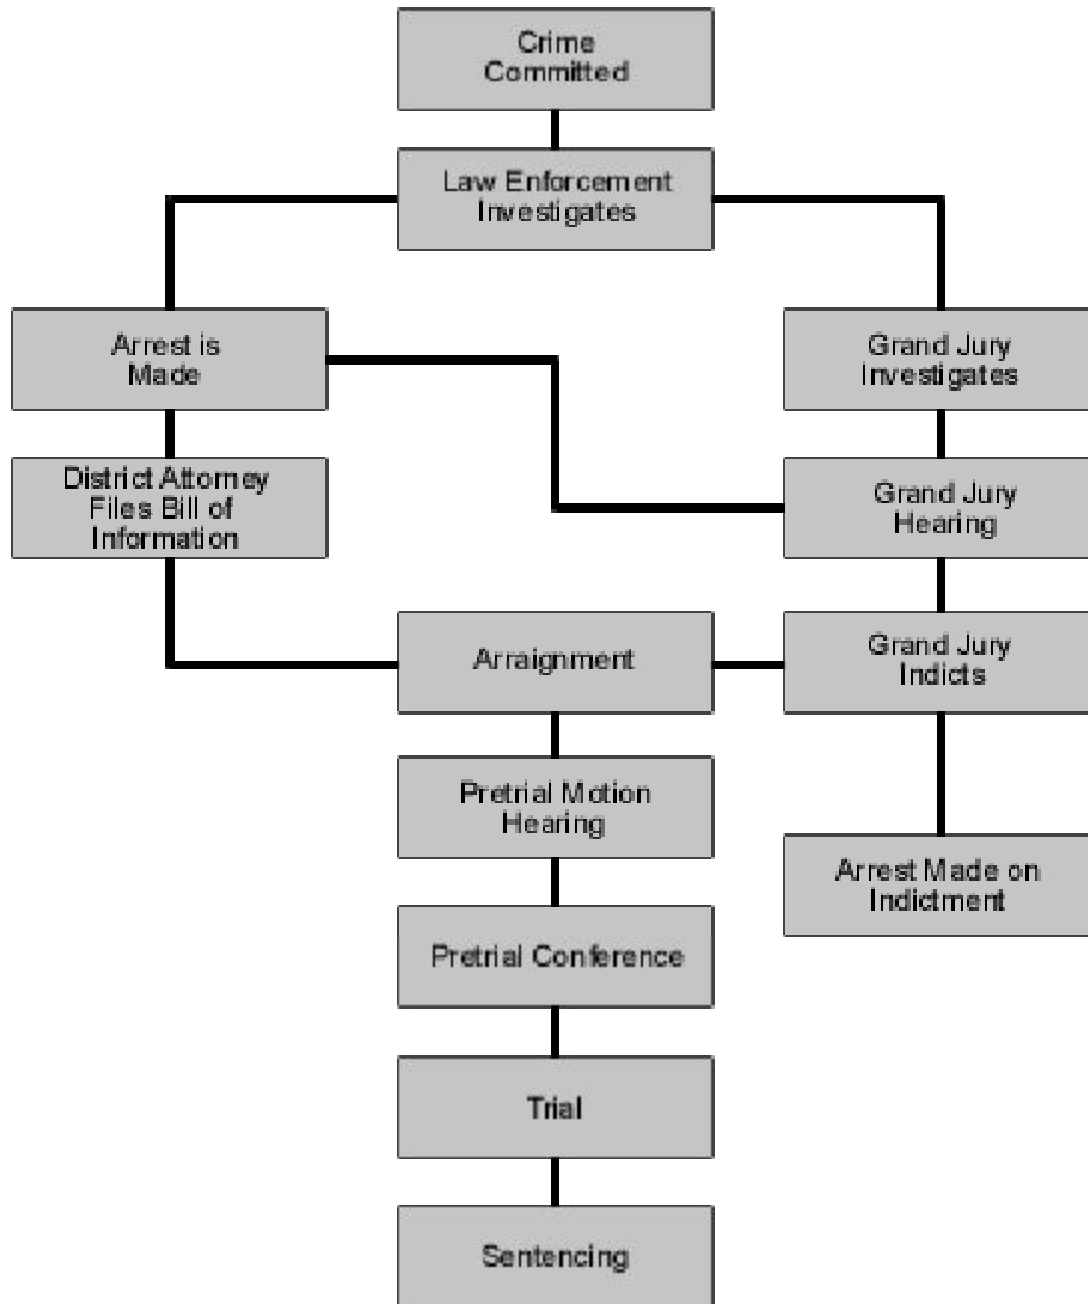 Crime
Committed
Law Enforcement
Investigates
Arrest is
Made
Grand Jury
Investigates
District Attorney
Files Bill of
Information
Grand Jury
Hearing
Arraignment
Grand Jury
Indicts
Pretrial Motion
Hearing
Arrest Made on
Indictment
Pretrial Conference
Trial
Sentencing